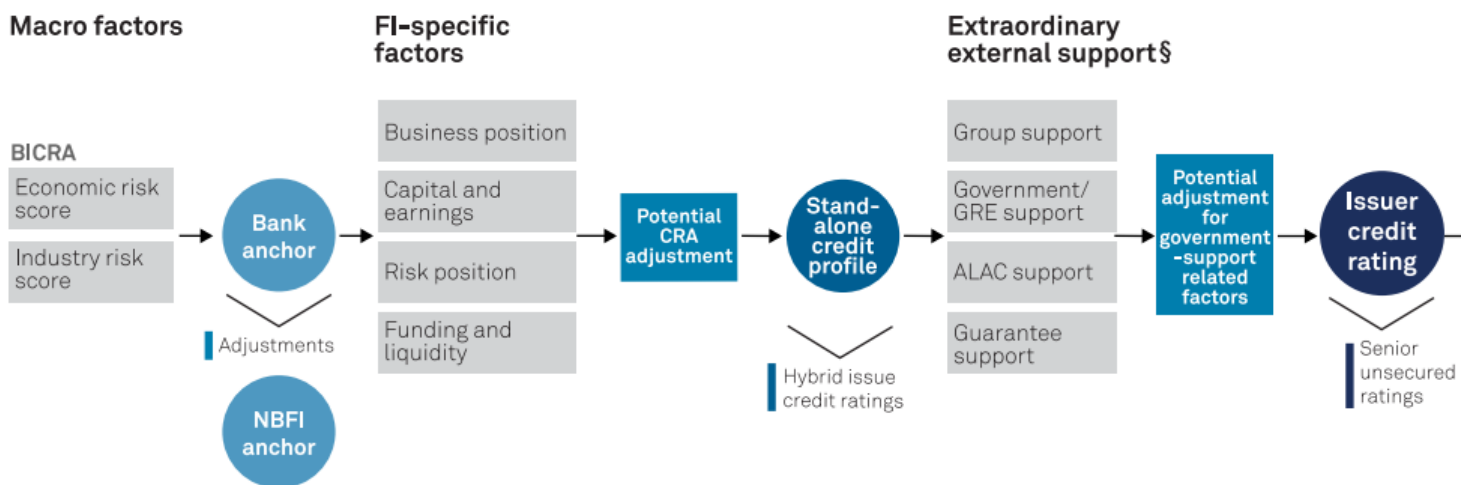 Macro factors
BICRA
Economic risk
score
Industry risk
score
Bank
anchor
Adjustments
NBFI
anchor
FI-specific
factors
Business position
Capital and
earnings
Risk position
Funding and
liquidity
Potential
CRA
adjustment
Stand-
alone
credit
profile
Hybrid issue
credit ratings
Extraordinary
external support§
Group support
Government/
GRE support
ALAC support
Guarantee
support
Potential
adjustment
for
government
-support
related
factors
Issuer
credit
rating
Senior
unsecured
ratings